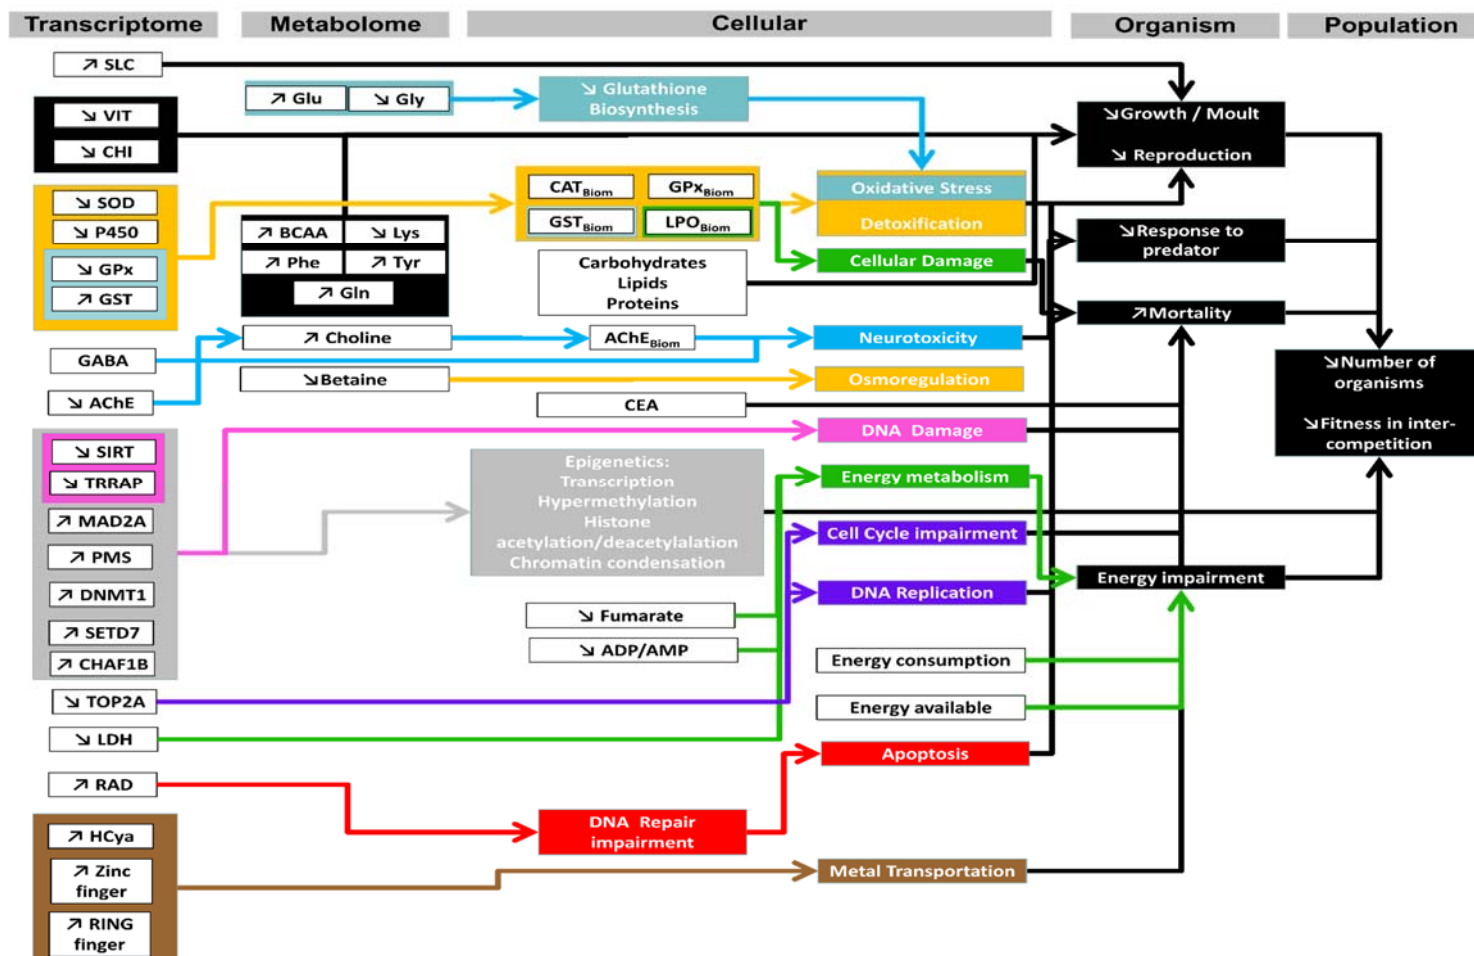 Transcriptome
Metabolome
Cellular
Organism
Population
↗ SLC
↘ VIT
↘ CHI
↘ SOD
↘ P450
↘ GPx
↗ GST
GABA
↘ AChE
↘ SIRT
↘ TRRAP
↗ MAD2A
↗ PMS
↗ DNMT1
↗ SETD7
↗ CHAF1B
↘ TOP2A
↘ LDH
↗ RAD
↗ HCya
↗ Zinc
finger
↗ RING
finger
↗ Glu
↘ Gly
↗ BCAA
↘ Lys
↗ Phe
↗ Tyr
↗ Gln
↗ Choline
↘Betaine
↘ Glutathione
Biosynthesis
CATBiom
GPxBiom
GSTBiom
LPOBiom
Carbohydrates
Lipids
Proteins
AChEBiom
CEA
Epigenetics:
Transcription
Hypermethylation
Histone
acetylation/deacetylalation
Chromatin condensation
↘ Fumarate
↘ ADP/AMP
DNA Repair
impairment
Oxidative Stress
Detoxification
Cellular Damage
Neurotoxicity
Osmoregulation
DNA Damage
Energy metabolism
Cell Cycle impairment
DNA Replication
Energy consumption
Energy available
Apoptosis
Metal Transportation
↘Growth / Moult
↘ Reproduction
↘Response to
predator
↗Mortality
Energy impairment
↘Number of
organisms
↘Fitness in inter-
competition